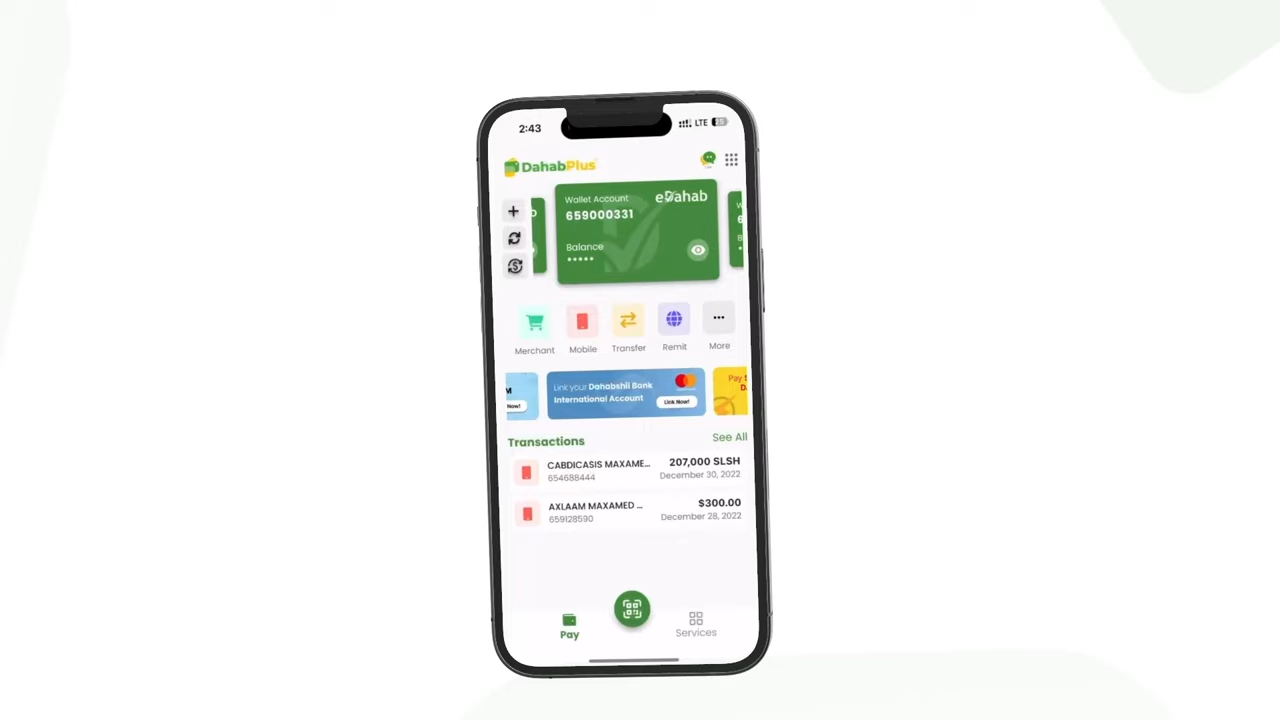 2:43
LTE
55
DahabPlus
Wallet Account
eDahab
659000331
Balance
*****
Merchant
Mobile
Transfer
Remit
More
M
Now!
Link your Dahabshil Bank
International Account
Link Now!
Pay
Transactions
See All
CABDICASIS MAXAME...
207,000 SLSH
654688444
December 30, 2022
AXLAAM MAXAMED ...
$300.00
659128590
December 28, 2022
Pay
Services